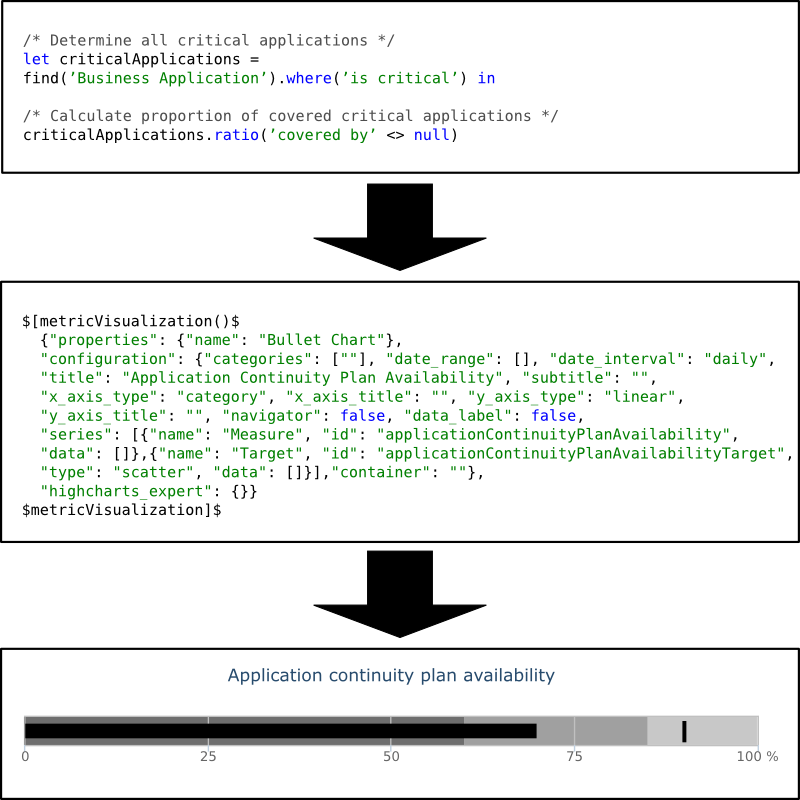 /* Determine all critical applications */
let criticalApplications =
find(’Business Application’).where(’is critical’) in
/* Calculate proportion of covered critical applications */
criticalApplications.ratio(’covered by’ <> null)
$[metricVisualization()$
{"properties": {"name": "Bullet Chart"},
"configuration": {"categories": [""], "date_range": [], "date_interval": "daily",
"title": "Application Continuity Plan Availability", "subtitle": "",
"x_axis_type": "category", "x_axis_title": "", "y_axis_type": "linear",
"y_axis_title": "", "navigator": false, "data_label": false,
"series": [{"name": "Measure", "id": "applicationContinuityPlanAvailability",
"data": []},{"name": "Target", "id": "applicationContinuityPlanAvailabilityTarget",
"type": "scatter", "data": []}],"container": ""},
"highcharts_expert": {}}
$metricVisualization]$
Application continuity plan availability
0 25 50 75 100 %